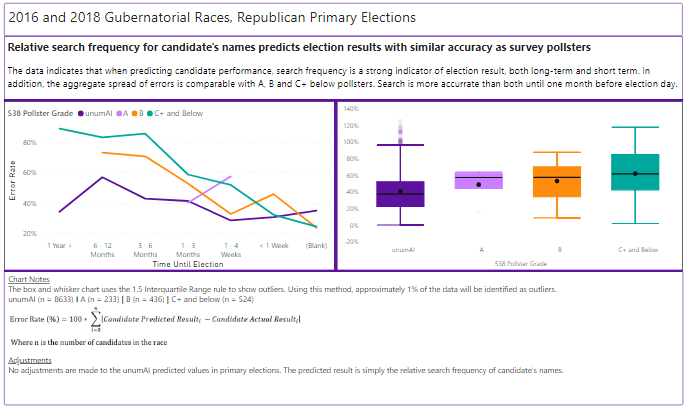 2016 and 2018 Gubernatorial Races, Republican Primary Elections
Relative search frequency for candidate's names predicts election results with similar accuracy as survey pollsters
The data indicates that when predicting candidate performance, search frequency is a strong indicator of election result, both long-term and short term. In
addition, the aggregate spread of errors is comparable with A, B and C+ below pollsters. Search is more accurrate than both until one month before election day.
538 Pollster Grade unumAI A B C+ and Below
Error Rate
80%
60%
40%
20%
1 Year + 6 - 12 Months 3 - 6 Months 1 - 3 Months 1 - 4 Weeks < 1 Week (Blank)
Time Until Election
140%
120%
100%
80%
60%
40%
20%
0%
-20%
unumAI A B C+ and Below
538 Pollster Grade
Chart Notes
The box and whisker chart uses the 1.5 Interquartile Range rule to show outliers. Using this method, approximately 1% of the data will be identified as outliers.
unumAI (n = 8633) I A (n = 233) | B (n = 436) | C+ and below (n = 524)
Error Rate (%) = 100 * n ∑ i=0 |Candidate Predicted Resultᵢ − Candidate Actual Resultᵢ|
Where n is the number of candidates in the race
Adjustments
No adjustments are made to the unumAI predicted values in primary elections. The predicted result is simply the relative search frequency of candidate's names.